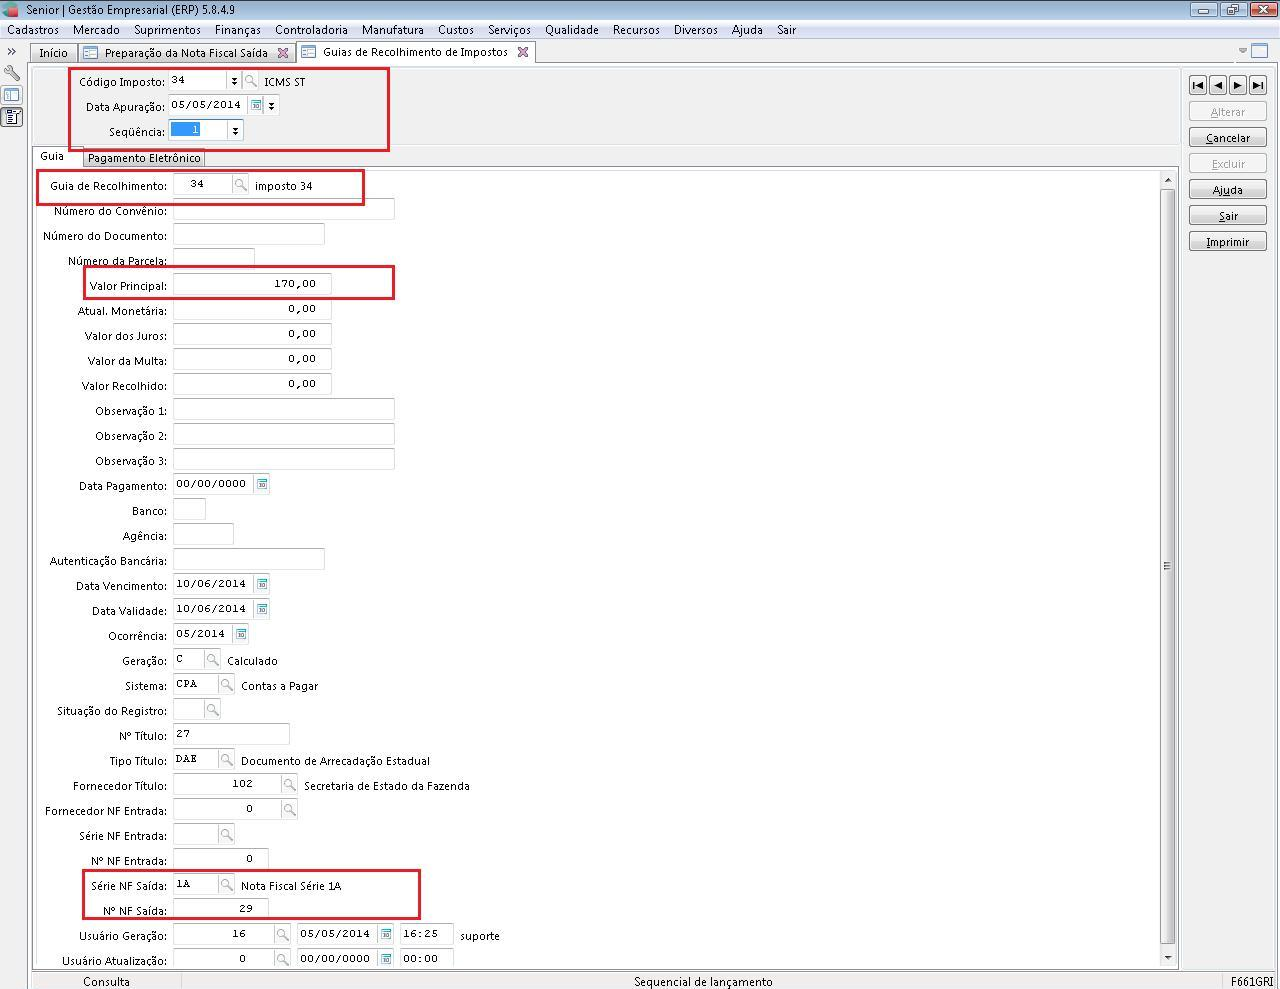 Senior | Gestão Empresarial (ERP) 5.8.4.9
Cadastros Mercado Suprimentos Finanças Controladoria Manufatura Custos Serviços Qualidade Recursos Diversos Ajuda Sair
Início Preparação da Nota Fiscal Saída Guias de Recolhimento de Impostos
Código Imposto: 34 ICMS ST
Data Apuração: 05/05/2014
Seqüência: 1
Alterar
Cancelar
Excluir
Ajuda
Sair
Imprimir
Guia Pagamento Eletrônico
Guia de Recolhimento: 34 imposto 34
Número do Convênio:
Número do Documento:
Número da Parcela:
Valor Principal: 170,00
Atual. Monetária: 0,00
Valor dos Juros: 0,00
Valor da Multa: 0,00
Valor Recolhido: 0,00
Observação 1:
Observação 2:
Observação 3:
Data Pagamento: 00/00/0000
Banco:
Agência:
Autenticação Bancária:
Data Vencimento: 10/06/2014
Data Validade: 10/06/2014
Ocorrência: 05/2014
Geração: C Calculado
Sistema: CPA Contas a Pagar
Situação do Registro:
Nº Título: 27
Tipo Título: DAE Documento de Arrecadação Estadual
Fornecedor Título: 102 Secretaria de Estado da Fazenda
Fornecedor NF Entrada: 0
Série NF Entrada:
Nº NF Entrada: 0
Série NF Saída: 1A Nota Fiscal Série 1A
Nº NF Saída: 29
Usuário Geração: 16 05/05/2014 16:25 suporte
Usuário Atualização: 0 00/00/0000 00:00
Consulta Sequencial de lançamento F661GRI